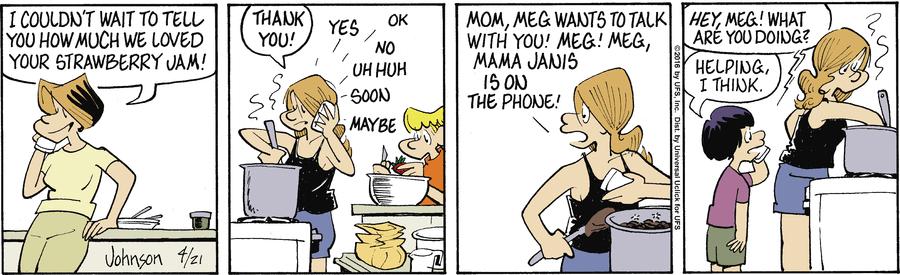 I COULDN'T WAIT TO TELL
YOU HOW MUCH WE LOVED
YOUR STRAWBERRY JAM!
Johnson 4/21
THANK
YOU!
YES
OK
NO
UH HUH
SOON
MAYBE
MOM, MEG WANTS TO TALK
WITH YOU! MEG! MEG,
MAMA JANIS
IS ON
THE PHONE!
©2016 by UFS, Inc. Dist. by Universal Uclick for UFS
HEY, MEG! WHAT
ARE YOU DOING?
HELPING,
I THINK.